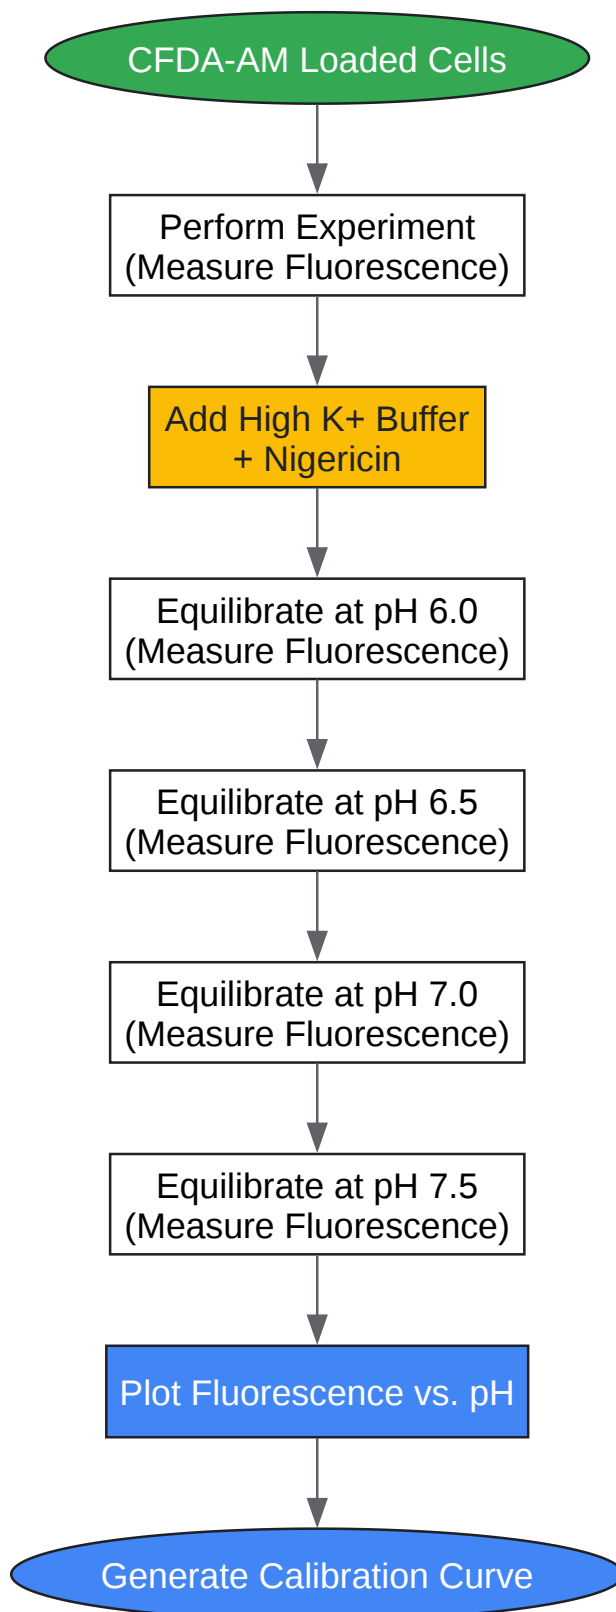 CFDA-AM Loaded Cells
Perform Experiment
(Measure Fluorescence)
Add High K+ Buffer
+ Nigericin
Equilibrate at pH 6.0
(Measure Fluorescence)
Equilibrate at pH 6.5
(Measure Fluorescence)
Equilibrate at pH 7.0
(Measure Fluorescence)
Equilibrate at pH 7.5
(Measure Fluorescence)
Plot Fluorescence vs. pH
Generate Calibration Curve